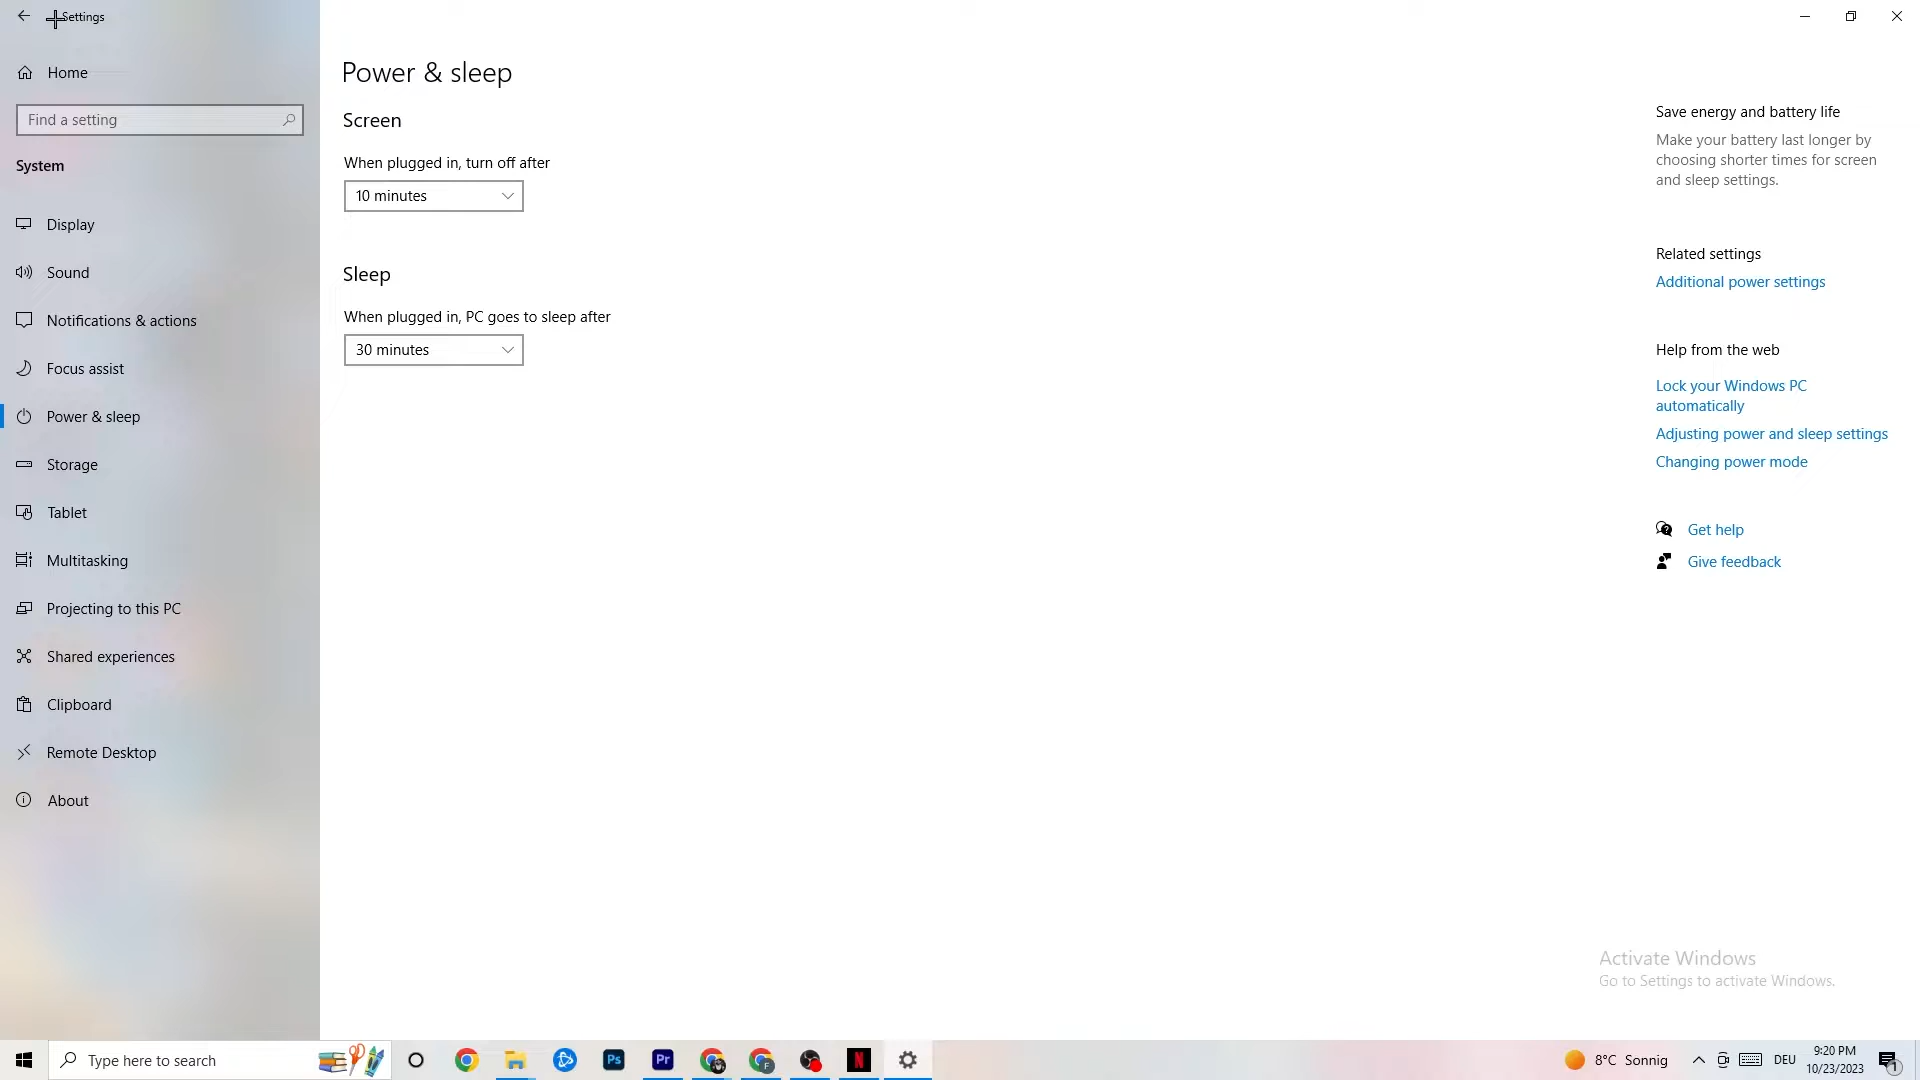 Settings
Home
Find a setting
System
Display
Sound
Notifications & actions
Focus assist
Power & sleep
Storage
Tablet
Multitasking
Projecting to this PC
Shared experiences
Clipboard
Remote Desktop
About
Power & sleep
Screen
When plugged in, turn off after
10 minutes
Sleep
When plugged in, PC goes to sleep after
30 minutes
Save energy and battery life
Make your battery last longer by
choosing shorter times for screen
and sleep settings.
Related settings
Additional power settings
Help from the web
Lock your Windows PC
automatically
Adjusting power and sleep settings
Changing power mode
Get help
Give feedback
Activate Windows
Go to Settings to activate Windows.
Type here to search
Ps
Pr
F
N
8°C Sonnig
DEU
9:20 PM
10/23/2023
1